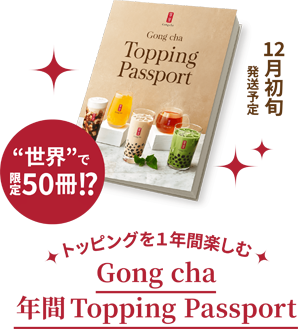 Gong cha
Topping
Passport
12月初旬
発送予定
“世界”で
限定50冊!?
トッピングを1年間楽しむ
Gong cha
年間 Topping Passport